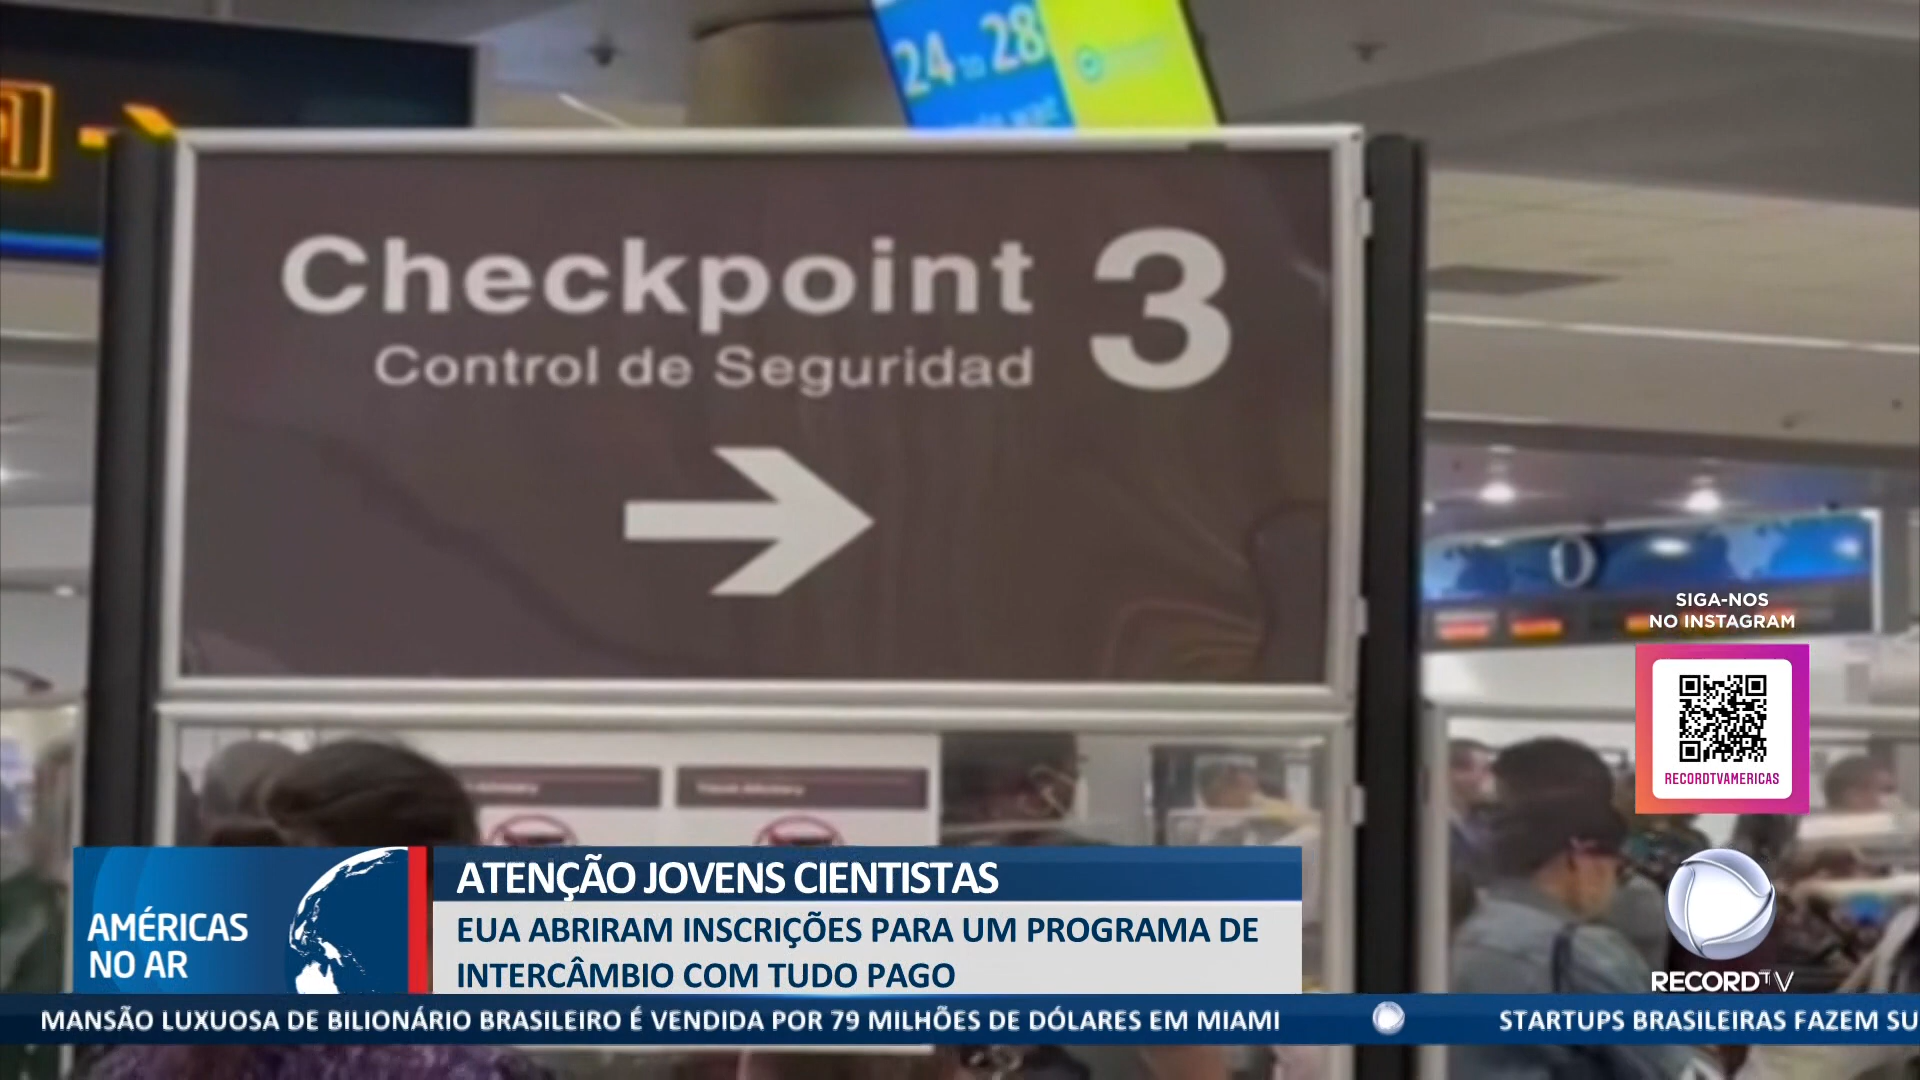 24 to 28
Checkpoint 3
Control de Seguridad
SIGA-NOS
NO INSTAGRAM
RECORDTVAMERICAS
ATENÇÃO JOVENS CIENTISTAS
EUA ABRIRAM INSCRIÇÕES PARA UM PROGRAMA DE
INTERCÂMBIO COM TUDO PAGO
AMÉRICAS
NO AR
RECORD TV
MANSÃO LUXUOSA DE BILIONÁRIO BRASILEIRO É VENDIDA POR 79 MILHÕES DE DÓLARES EM MIAMI
STARTUPS BRASILEIRAS FAZEM SU